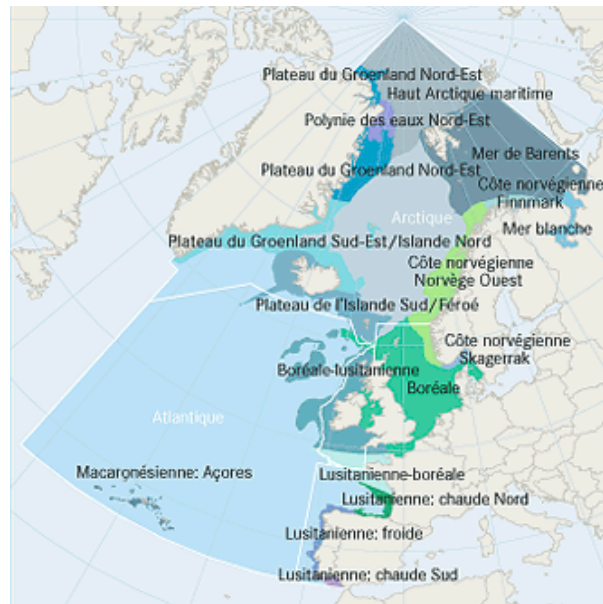 Plateau du Groenland Nord-Est
Haut Arctique maritime
Polynie des eaux Nord-Est
Mer de Barents
Plateau du Groenland Nord-Est
Côte norvégienne
Finnmark
Arctique
Mer blanche
Plateau du Groenland Sud-Est/Islande Nord
Côte norvégienne
Norvège Ouest
Plateau de l'Islande Sud/Féroé
Côte norvégienne
Skagerrak
Boréale-lusitanienne
Boréale
Atlantique
Macaronésienne: Açores
Lusitanienne-boréale
Lusitanienne: chaude Nord
Lusitanienne: froide
Lusitanienne: chaude Sud